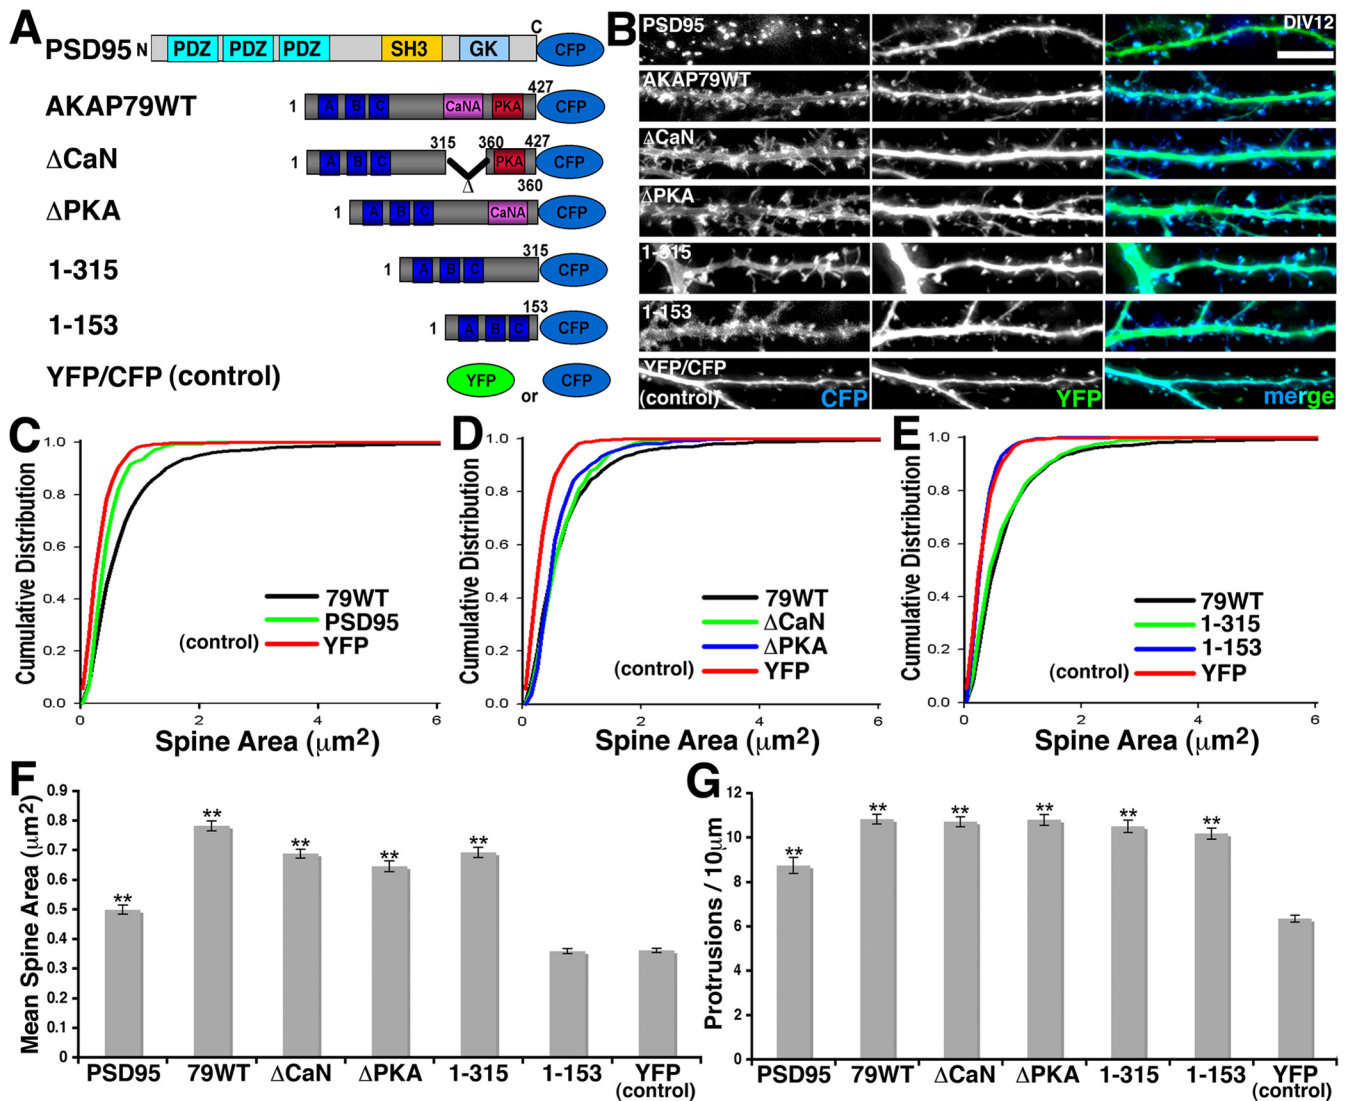 A
PSD95 N PDZ PDZ PDZ SH3 GK C CFP
AKAP79WT 1 A B C CaNA PKA 427 CFP
ΔCaN 1 A B C 315 Δ 360 PKA 427 CFP
ΔPKA 1 A B C CaNA 360 CFP
1-315 1 A B C 315 CFP
1-153 1 A B C 153 CFP
YFP/CFP (control) YFP or CFP
B
PSD95 DIV12
AKAP79WT
ΔCaN
ΔPKA
1-315
1-153
YFP/CFP
(control) CFP YFP merge
C
Cumulative Distribution
1.0
0.8
0.6
0.4
0.2
0.0
0 2 4 6
Spine Area (μm2)
79WT
PSD95
(control) YFP
D
Cumulative Distribution
1.0
0.8
0.6
0.4
0.2
0.0
0 2 4 6
Spine Area (μm2)
79WT
ΔCaN
ΔPKA
(control) YFP
E
Cumulative Distribution
1.0
0.8
0.6
0.4
0.2
0.0
0 2 4 6
Spine Area (μm2)
79WT
1-315
1-153
(control) YFP
F
Mean Spine Area (μm2)
0.9
0.8
0.7
0.6
0.5
0.4
0.3
0.2
0.1
0
** ** ** ** **
PSD95 79WT ΔCaN ΔPKA 1-315 1-153 YFP
(control)
G
Protrusions / 10μm
12
10
8
6
4
2
0
** ** ** ** ** **
PSD95 79WT ΔCaN ΔPKA 1-315 1-153 YFP
(control)